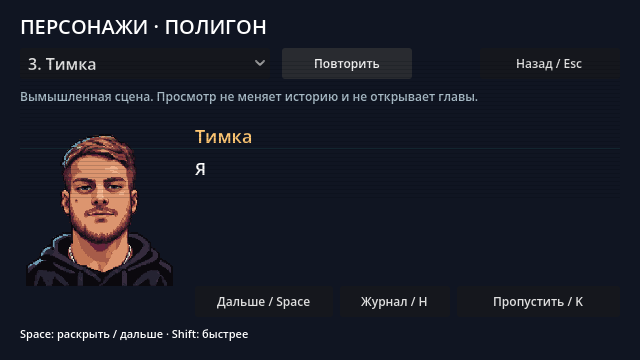 ПЕРСОНАЖИ · ПОЛИГОН
3. Тимка
Повторить
Назад / Esc
Вымышленная сцена. Просмотр не меняет историю и не открывает главы.
Тимка
Я
Дальше / Space
Журнал / H
Пропустить / K
Space: раскрыть / дальше · Shift: быстрее